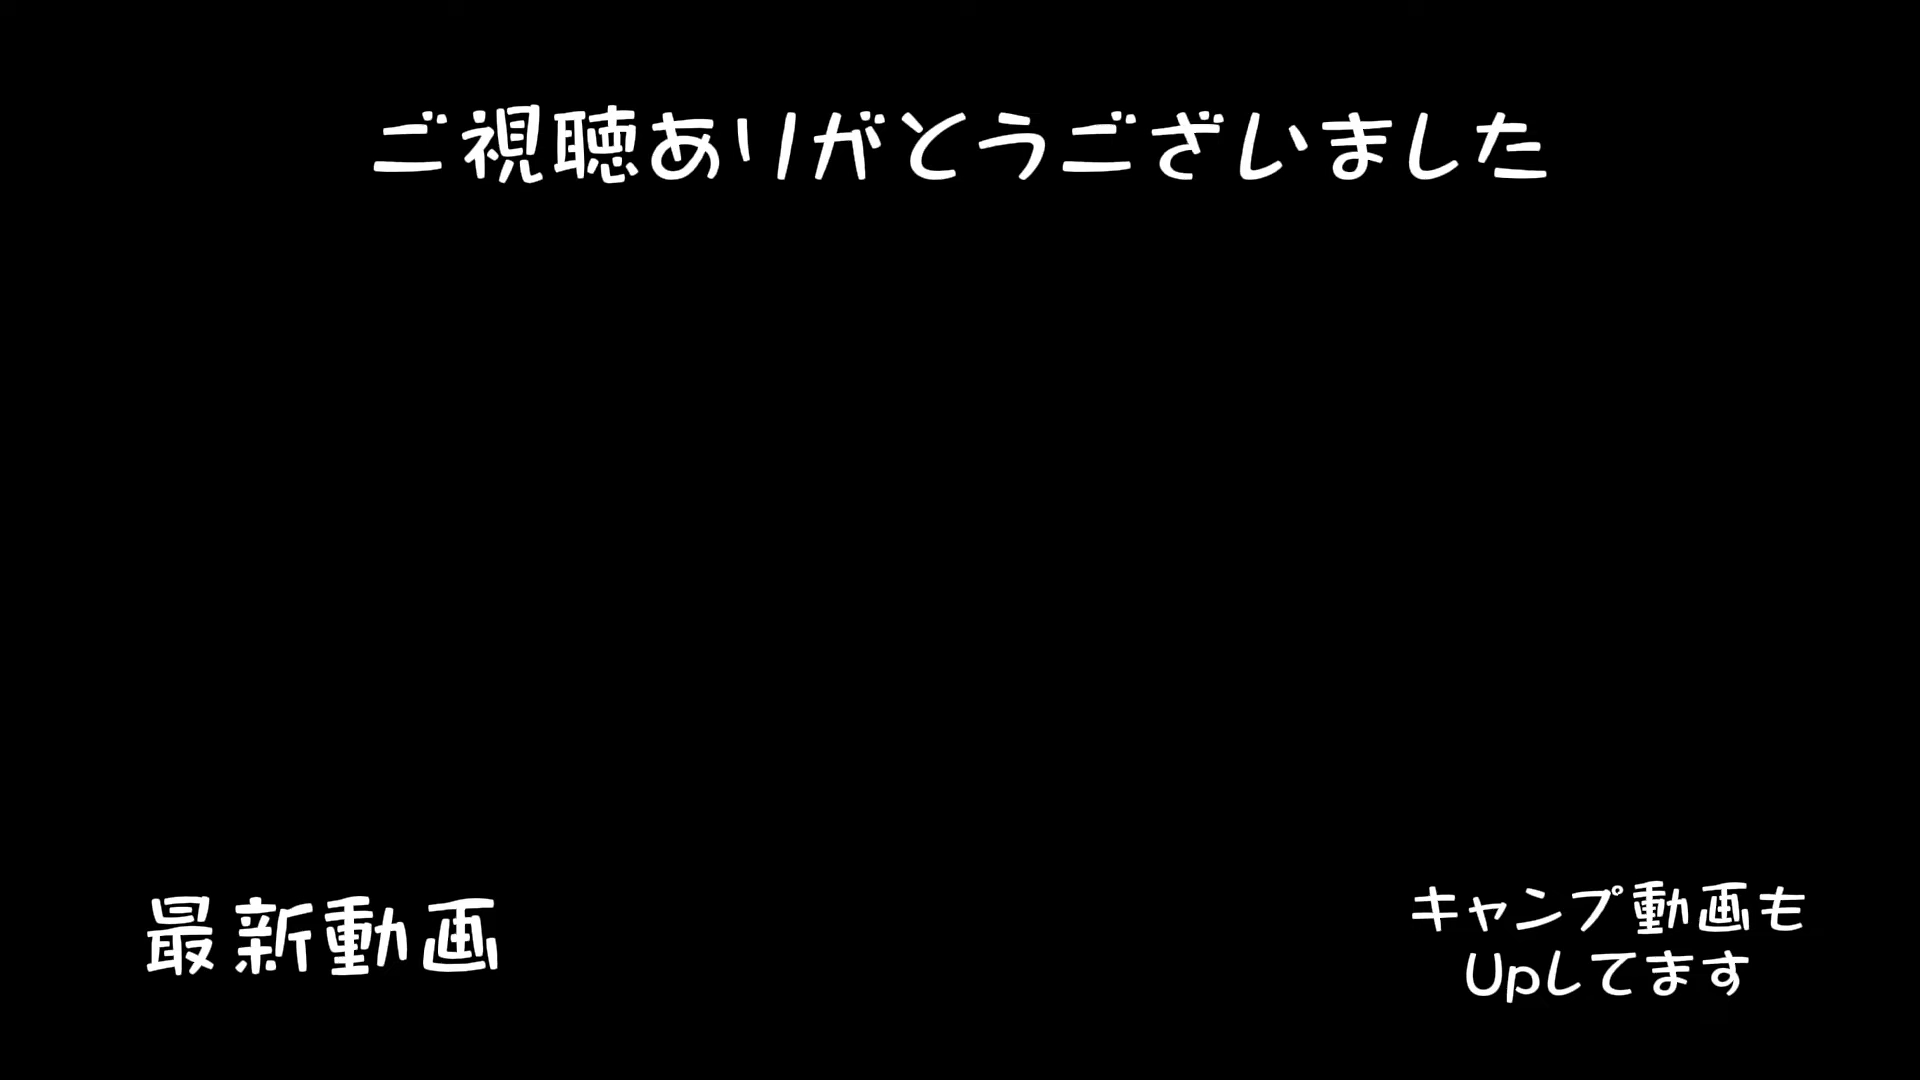 ご視聴ありがとうございました
最新動画
キャンプ動画も
Upしてます